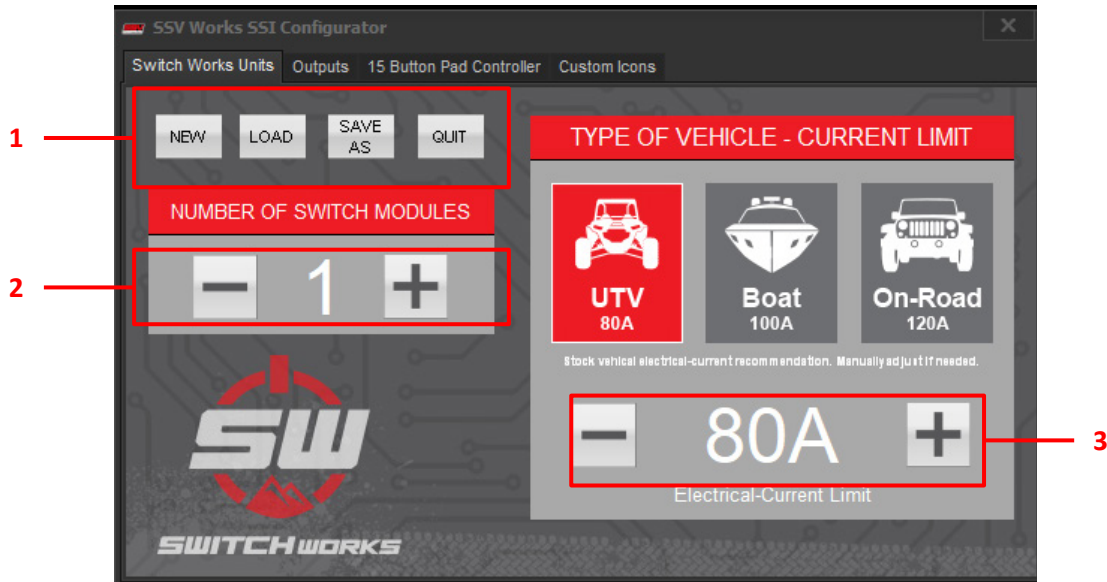 SSV Works SSI Configurator
X
Switch Works Units Outputs 15 Button Pad Controller Custom Icons
1
NEW LOAD SAVE AS QUIT
NUMBER OF SWITCH MODULES
2
1
SW
SWITCHWORKS
TYPE OF VEHICLE - CURRENT LIMIT
UTV
80A
Boat
100A
On-Road
120A
Stock vehical electrical-current recommendation. Manually adjust if needed.
80A
3
Electrical-Current Limit